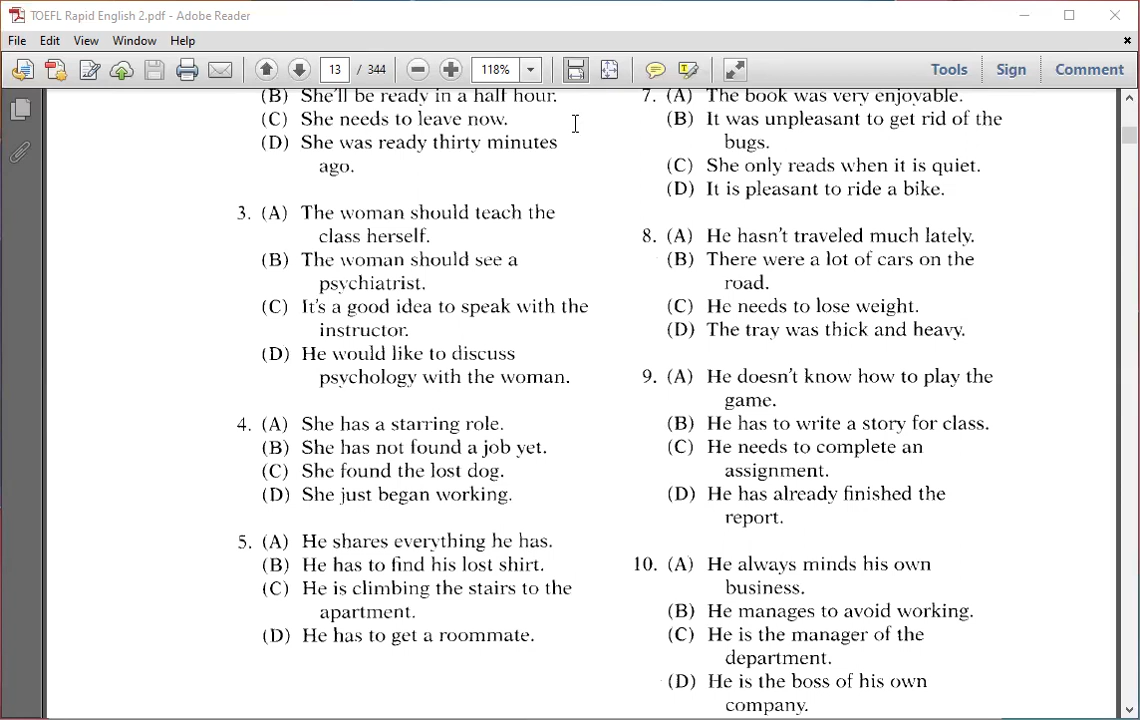 TOEFL Rapid English 2.pdf - Adobe Reader
File Edit View Window Help
13 / 344 118% Tools Sign Comment
(B) She'll be ready in a half hour.
(C) She needs to leave now.
(D) She was ready thirty minutes
ago.
3. (A) The woman should teach the
class herself.
(B) The woman should see a
psychiatrist.
(C) It's a good idea to speak with the
instructor.
(D) He would like to discuss
psychology with the woman.
4. (A) She has a starring role.
(B) She has not found a job yet.
(C) She found the lost dog.
(D) She just began working.
5. (A) He shares everything he has.
(B) He has to find his lost shirt.
(C) He is climbing the stairs to the
apartment.
(D) He has to get a roommate.
7. (A) The book was very enjoyable.
(B) It was unpleasant to get rid of the
bugs.
(C) She only reads when it is quiet.
(D) It is pleasant to ride a bike.
8. (A) He hasn't traveled much lately.
(B) There were a lot of cars on the
road.
(C) He needs to lose weight.
(D) The tray was thick and heavy.
9. (A) He doesn't know how to play the
game.
(B) He has to write a story for class.
(C) He needs to complete an
assignment.
(D) He has already finished the
report.
10. (A) He always minds his own
business.
(B) He manages to avoid working.
(C) He is the manager of the
department.
(D) He is the boss of his own
company.